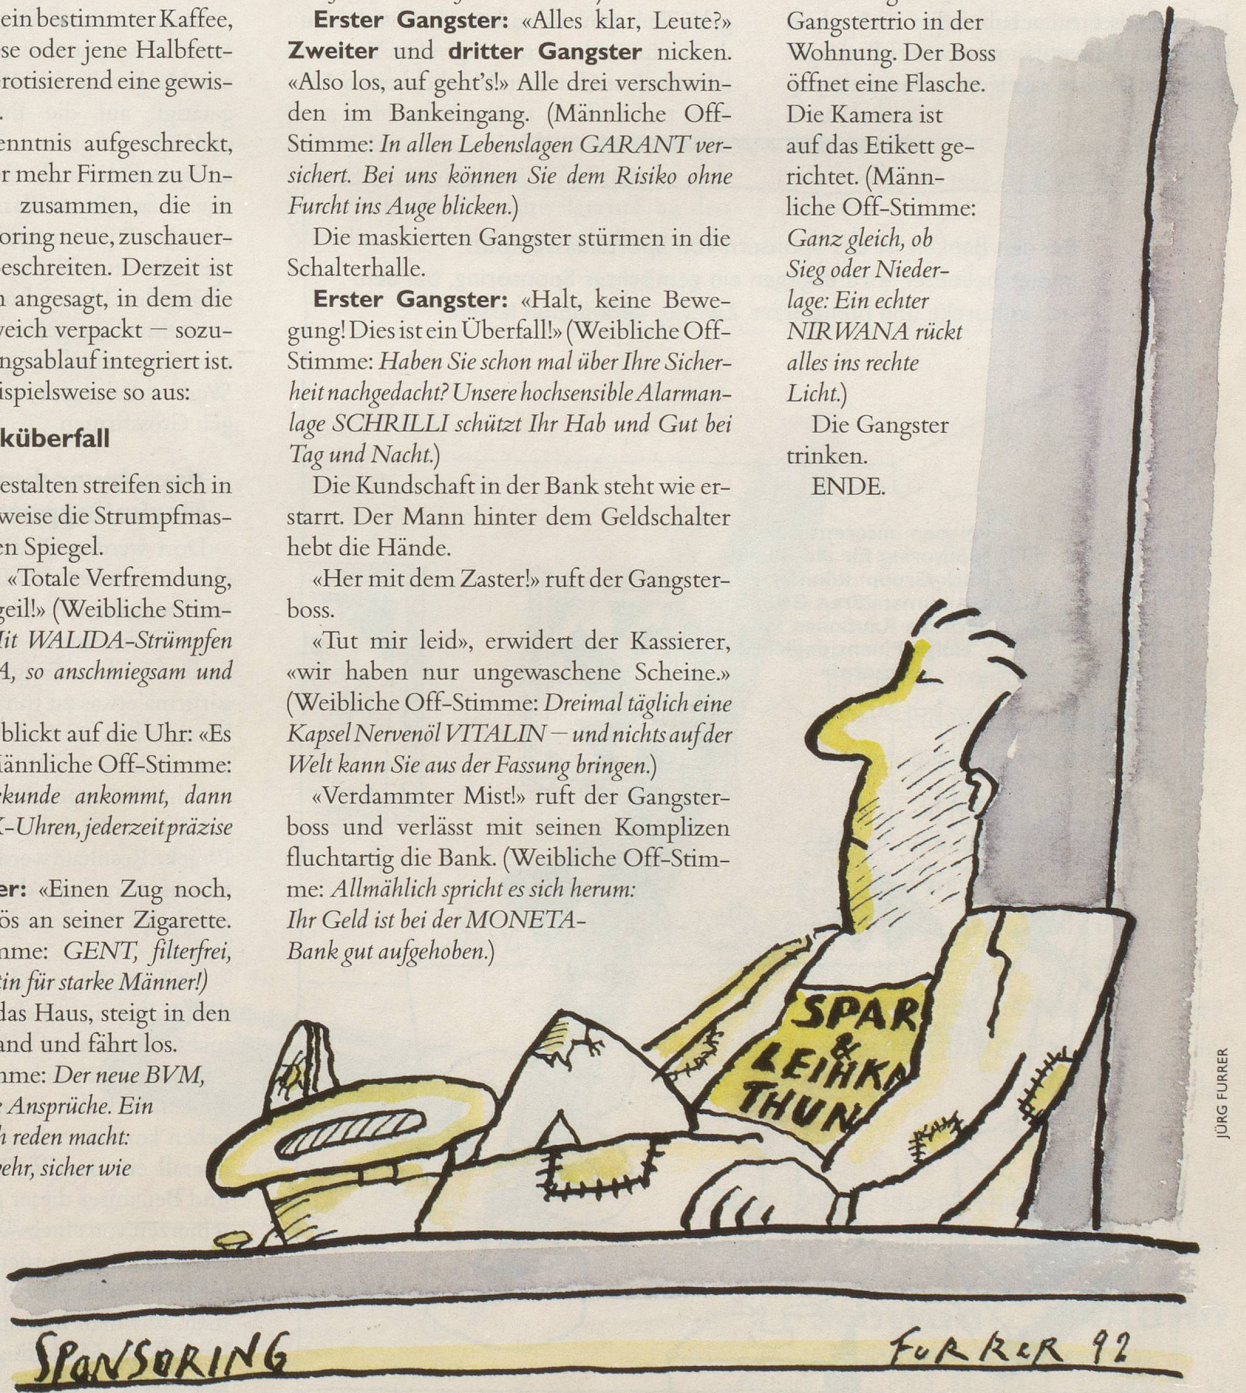 ein bestimmter Kaffee,
se oder jene Halbfett-
rotisierend eine gewis-
.
enntnis aufgeschreckt,
r mehr Firmen zu Un-
zusammen, die in
oring neue, zuschauer-
eschreiten. Derzeit ist
n angesagt, in dem die
weich verpackt — sozu-
ngsablauf integriert ist.
ispielsweise so aus:
küberfall
estalten streifen sich in
weise die Strumpfmas-
en Spiegel.
«Totale Verfremdung,
geil!» (Weibliche Stim-
Mit WALIDA-Strümpfen
A, so anschmiegsam und
blickt auf die Uhr: «Es
Männliche Off-Stimme:
ekunde ankommt, dann
K-Uhren, jederzeit präzise
er: «Einen Zug noch,
ös an seiner Zigarette.
mme: GENT, filterfrei,
tin für starke Männer!)
das Haus, steigt in den
and und fährt los.
mme: Der neue BVM,
e Ansprüche. Ein
h reden macht:
wehr, sicher wie
Erster Gangster: «Alles klar, Leute?»
Zweiter und dritter Gangster nicken.
«Also los, auf geht's!» Alle drei verschwin-
den im Bankeingang. (Männliche Off-
Stimme: In allen Lebenslagen GARANT ver-
sichert. Bei uns können Sie dem Risiko ohne
Furcht ins Auge blicken.)
Die maskierten Gangster stürmen in die
Schalterhalle.
Erster Gangster: «Halt, keine Bewe-
gung! Dies ist ein Überfall!» (Weibliche Off-
Stimme: Haben Sie schon mal über Ihre Sicher-
heit nachgedacht? Unsere hochsensible Alarman-
lage SCHRILLI schützt Ihr Hab und Gut bei
Tag und Nacht.)
Die Kundschaft in der Bank steht wie er-
starrt. Der Mann hinter dem Geldschalter
hebt die Hände.
«Her mit dem Zaster!» ruft der Gangster-
boss.
«Tut mir leid», erwidert der Kassierer,
«wir haben nur ungewaschene Scheine.»
(Weibliche Off-Stimme: Dreimal täglich eine
Kapsel Nervenöl VITALIN — und nichts auf der
Welt kann Sie aus der Fassung bringen.)
«Verdammter Mist!» ruft der Gangster-
boss und verlässt mit seinen Komplizen
fluchtartig die Bank. (Weibliche Off-Stim-
me: Allmählich spricht es sich herum:
Ihr Geld ist bei der MONETA-
Bank gut aufgehoben.)
Gangstertrio in der
Wohnung. Der Boss
öffnet eine Flasche.
Die Kamera ist
auf das Etikett ge-
richtet. (Männ-
liche Off-Stimme:
Ganz gleich, ob
Sieg oder Nieder-
lage: Ein echter
NIRWANA rückt
alles ins rechte
Licht.)
Die Gangster
trinken.
ENDE.
SPAR
&
LEIHKA
THUN
JÜRG FURRER
SPONSORING
FURRER 92